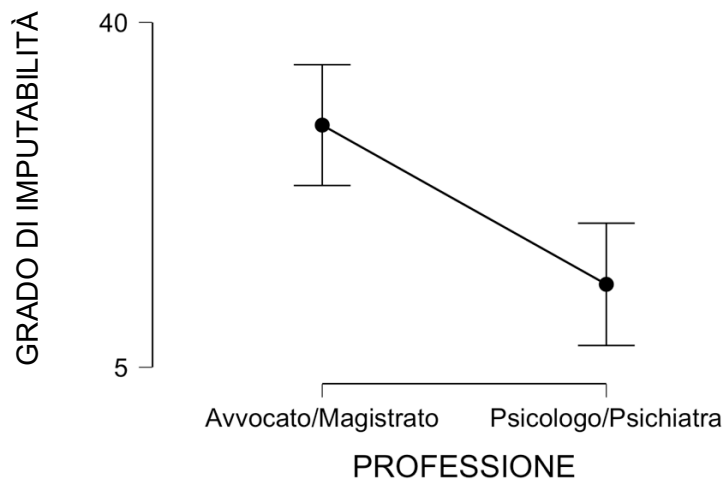 40
GRADO DI IMPUTABILITÀ
5
Avvocato/Magistrato
Psicologo/Psichiatra
PROFESSIONE